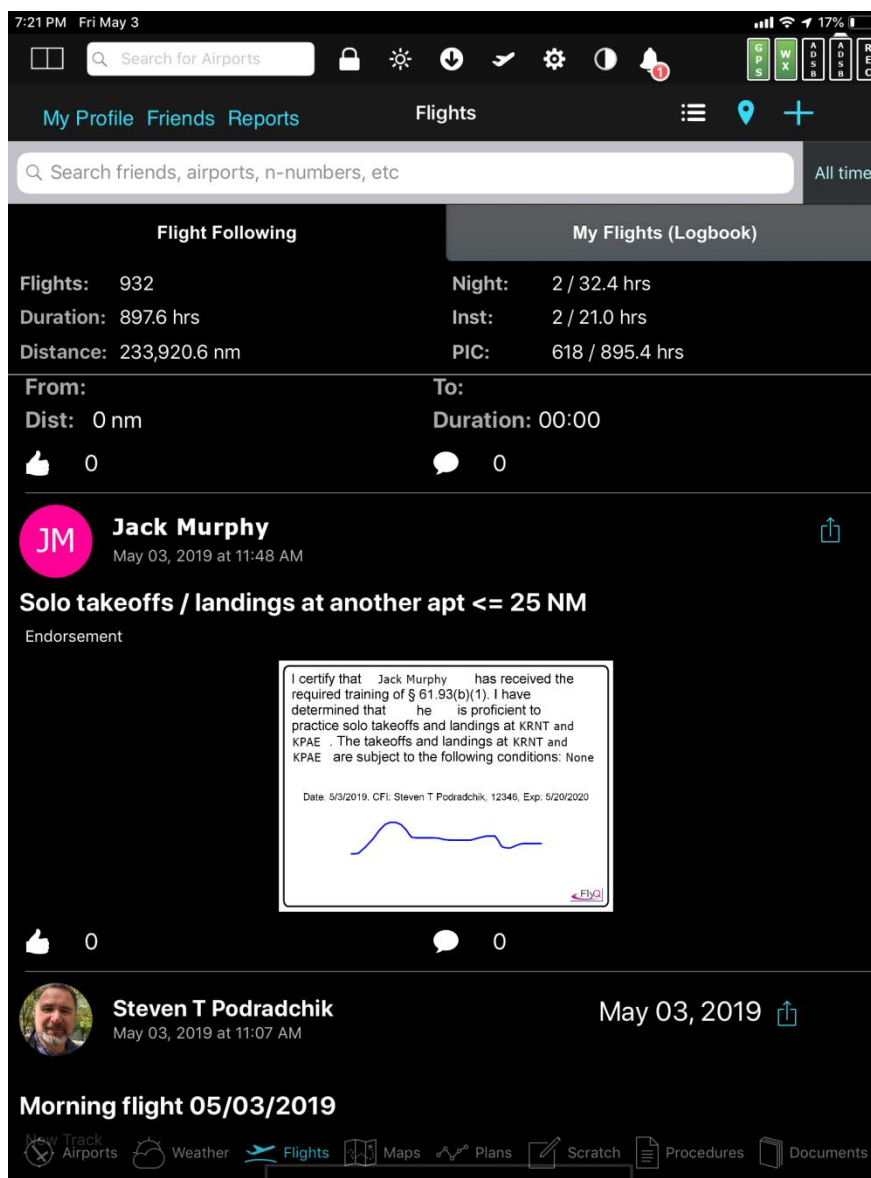 7:21 PM Fri May 3 17%
Search for Airports 1 GPS WX ADSB ADSB REC
My Profile Friends Reports Flights
Search friends, airports, n-numbers, etc All time
Flight Following My Flights (Logbook)
Flights: 932 Night: 2 / 32.4 hrs
Duration: 897.6 hrs Inst: 2 / 21.0 hrs
Distance: 233,920.6 nm PIC: 618 / 895.4 hrs
From: To:
Dist: 0 nm Duration: 00:00
0 0
JM Jack Murphy
May 03, 2019 at 11:48 AM
Solo takeoffs / landings at another apt <= 25 NM
Endorsement
I certify that Jack Murphy has received the
required training of § 61.93(b)(1). I have
determined that he is proficient to
practice solo takeoffs and landings at KRNT and
KPAE . The takeoffs and landings at KRNT and
KPAE are subject to the following conditions: None
Date: 5/3/2019. CFI: Steven T Podradchik, 12346, Exp: 5/20/2020
FlyQ
0 0
Steven T Podradchik May 03, 2019
May 03, 2019 at 11:07 AM
Morning flight 05/03/2019
New Track
Airports Weather Flights Maps Plans Scratch Procedures Documents